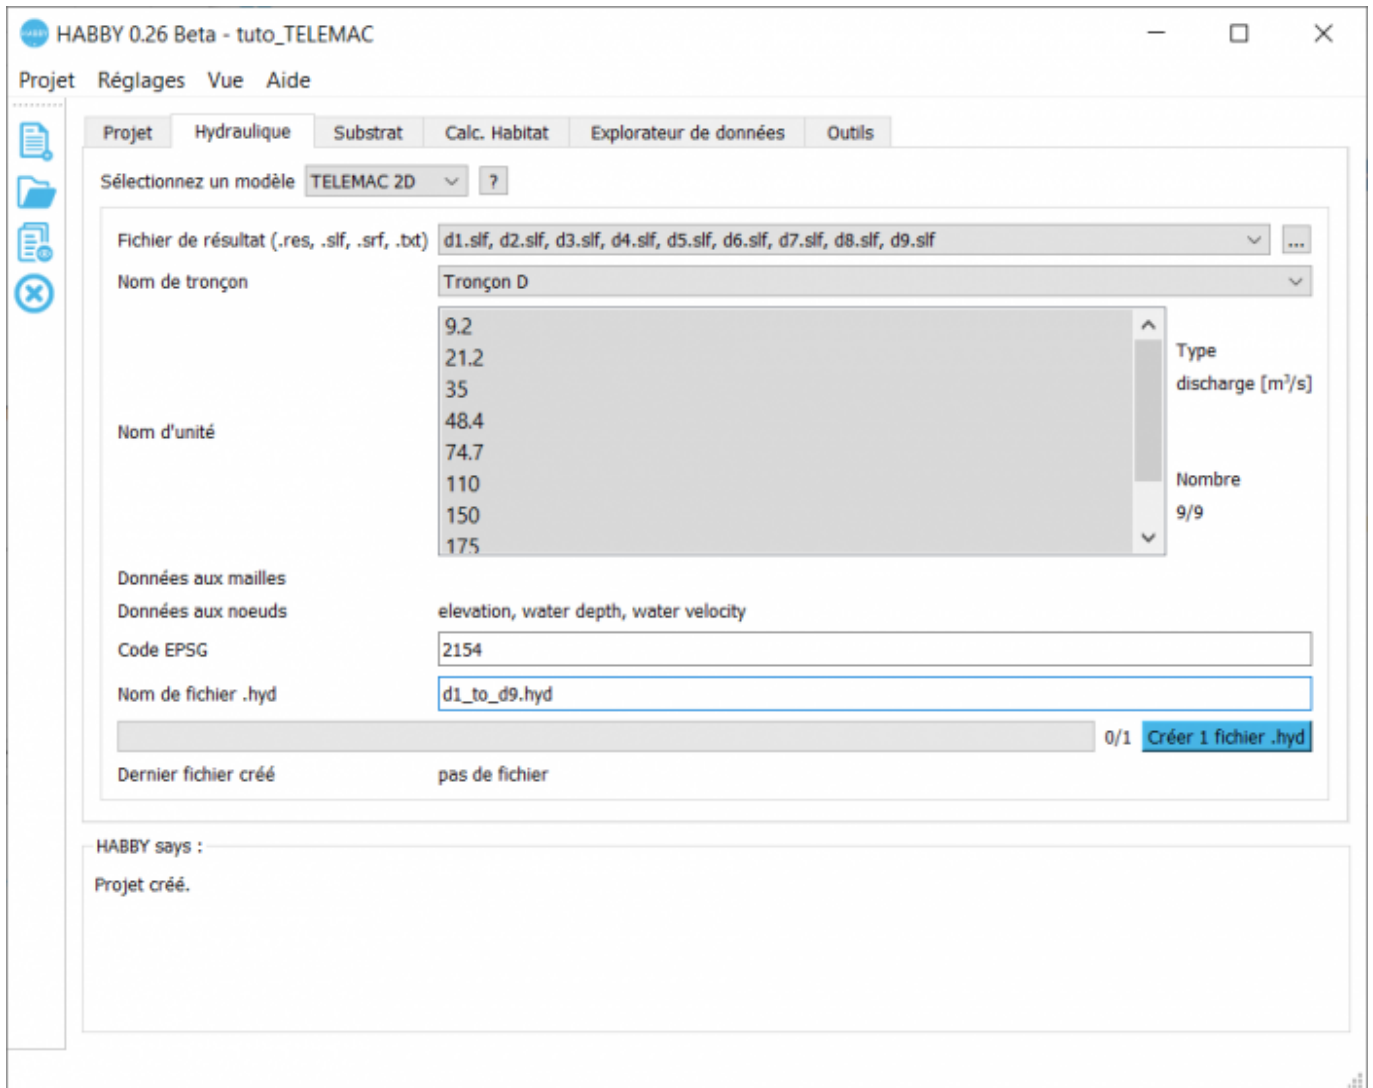 HABBY 0.26 Beta - tuto_TELEMAC
Projet Réglages Vue Aide
Projet Hydraulique Substrat Calc. Habitat Explorateur de données Outils
Sélectionnez un modèle TELEMAC 2D ?
Fichier de résultat (.res, .slf, .srf, .txt) d1.slf, d2.slf, d3.slf, d4.slf, d5.slf, d6.slf, d7.slf, d8.slf, d9.slf ...
Nom de tronçon Tronçon D
9.2
21.2
Type
35
discharge [m³/s]
48.4
Nom d'unité
74.7
110
Nombre
150
9/9
175
Données aux mailles
Données aux noeuds elevation, water depth, water velocity
Code EPSG 2154
Nom de fichier .hyd d1_to_d9.hyd
0/1 Créer 1 fichier .hyd
Dernier fichier créé pas de fichier
HABBY says :
Projet créé.